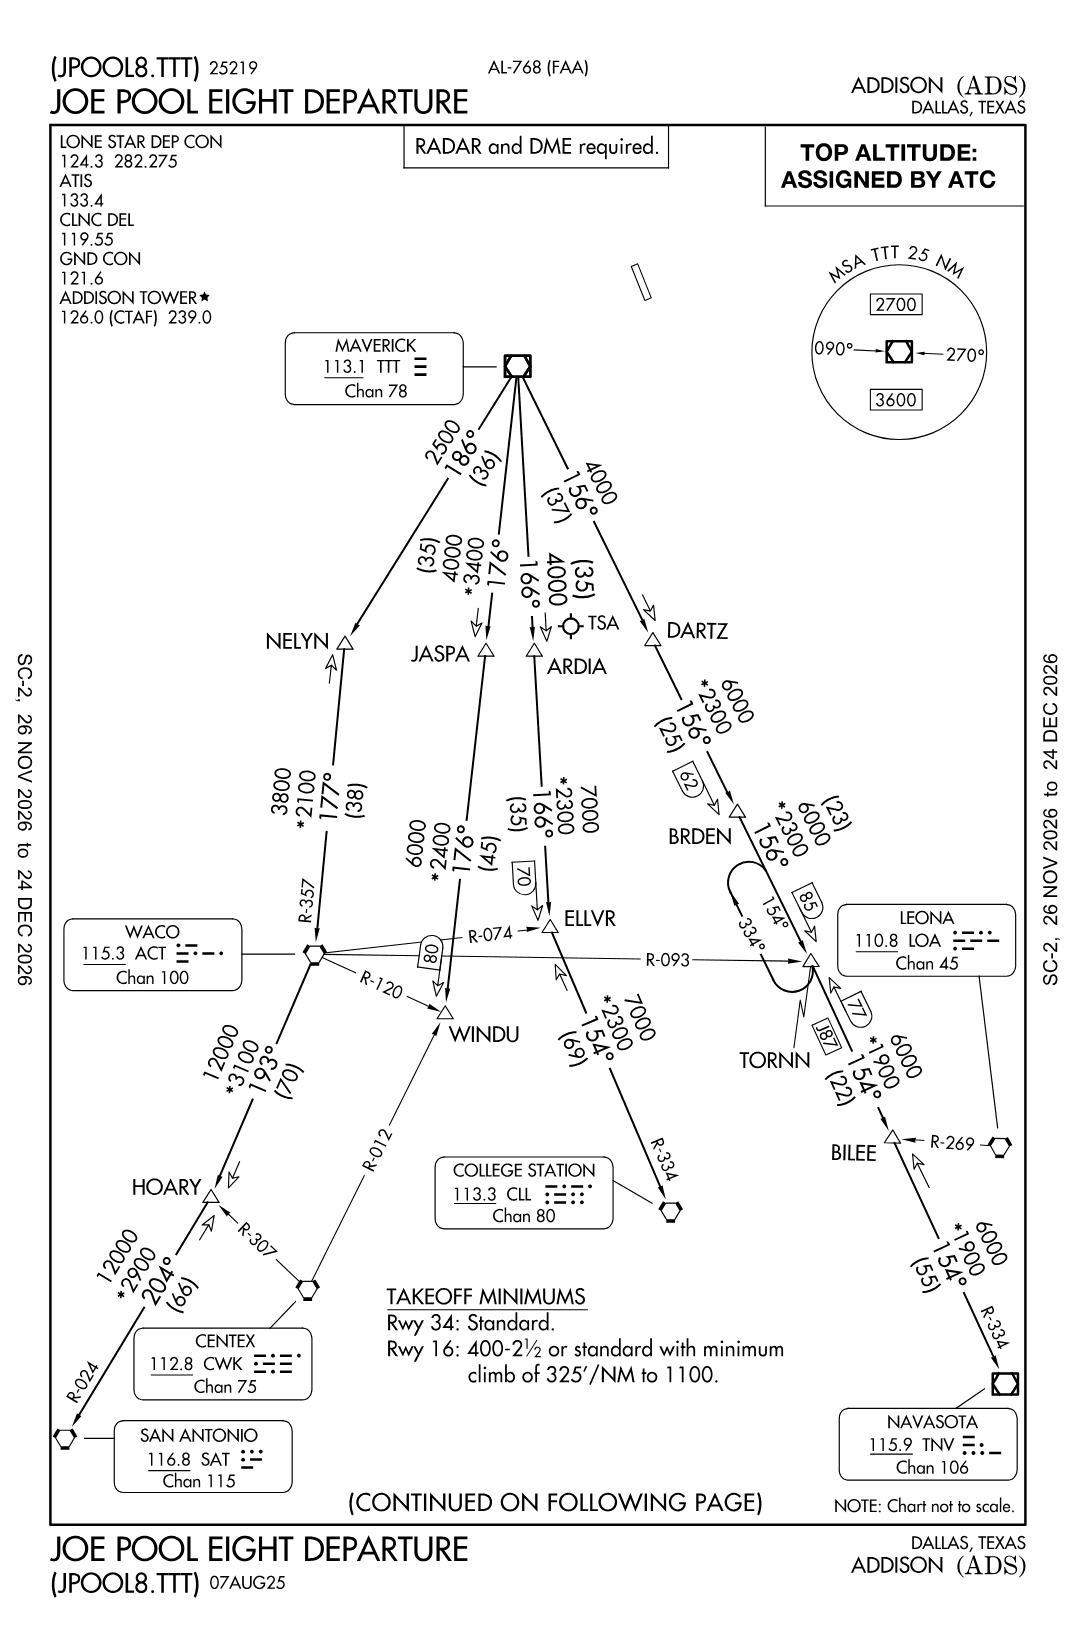 (JPOOL8.TTT) 25219
AL-768 (FAA)
JOE POOL EIGHT DEPARTURE
ADDISON (ADS)
DALLAS, TEXAS
LONE STAR DEP CON
124.3 282.275
ATIS
133.4
CLNC DEL
119.55
GND CON
121.6
ADDISON TOWER★
126.0 (CTAF) 239.0
RADAR and DME required.
TOP ALTITUDE:
ASSIGNED BY ATC
MSA TTT 25 NM
2700
090°
270°
3600
MAVERICK
113.1 TTT
Chan 78
2500
186°
(36)
(35)
4000
*3400
176°
166°
4000
(35)
4000
156°
(37)
TSA
NELYN
JASPA
ARDIA
DARTZ
3800
*2100
177°
(38)
R-357
6000
*2400
176°
(45)
80
7000
*2300
166°
(35)
70
6000
*2300
156°
(25)
62
BRDEN
(23)
6000
*2300
156°
85
154°
334°
ELLVR
WACO
115.3 ACT
Chan 100
R-074
R-093
R-120
WINDU
LEONA
110.8 LOA
Chan 45
TORNN
77
J87
6000
*1900
154°
(22)
BILEE
R-269
12000
*3100
193°
(70)
7000
*2300
154°
(69)
R-334
R-012
HOARY
R-307
COLLEGE STATION
113.3 CLL
Chan 80
12000
*2900
204°
(66)
R-024
6000
*1900
154°
(55)
R-334
CENTEX
112.8 CWK
Chan 75
TAKEOFF MINIMUMS
Rwy 34: Standard.
Rwy 16: 400-2½ or standard with minimum
climb of 325'/NM to 1100.
SAN ANTONIO
116.8 SAT
Chan 115
NAVASOTA
115.9 TNV
Chan 106
(CONTINUED ON FOLLOWING PAGE)
NOTE: Chart not to scale.
SC-2, 26 NOV 2026 to 24 DEC 2026
SC-2, 26 NOV 2026 to 24 DEC 2026
JOE POOL EIGHT DEPARTURE
(JPOOL8.TTT) 07AUG25
DALLAS, TEXAS
ADDISON (ADS)